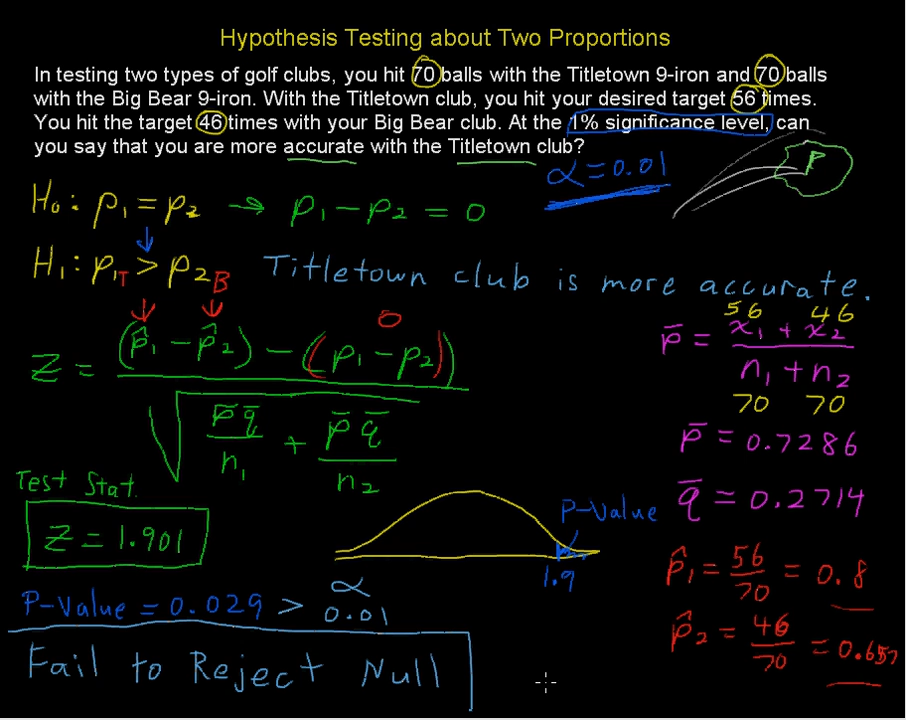 Hypothesis Testing about Two Proportions
In testing two types of golf clubs, you hit 70 balls with the Titletown 9-iron and 70 balls
with the Big Bear 9-iron. With the Titletown club, you hit your desired target 56 times.
You hit the target 46 times with your Big Bear club. At the 1% significance level, can
you say that you are more accurate with the Titletown club?
α = 0.01
P
H₀: p₁ = p₂ → p₁ - p₂ = 0
H₁: p₁T > p₂B Titletown club is more accurate.
0
Z = ((p̂₁ - p̂₂) - (p₁ - p₂)) / √(p̄ q̄ / n₁ + p̄ q̄ / n₂)
56 46
p̄ = (x₁ + x₂) / (n₁ + n₂)
70 70
p̄ = 0.7286
q̄ = 0.2714
Test Stat.
Z = 1.901
P-Value
1.9
p̂₁ = 56/70 = 0.8
p̂₂ = 46/70 = 0.657
α
P-Value = 0.029 > 0.01
Fail to Reject Null